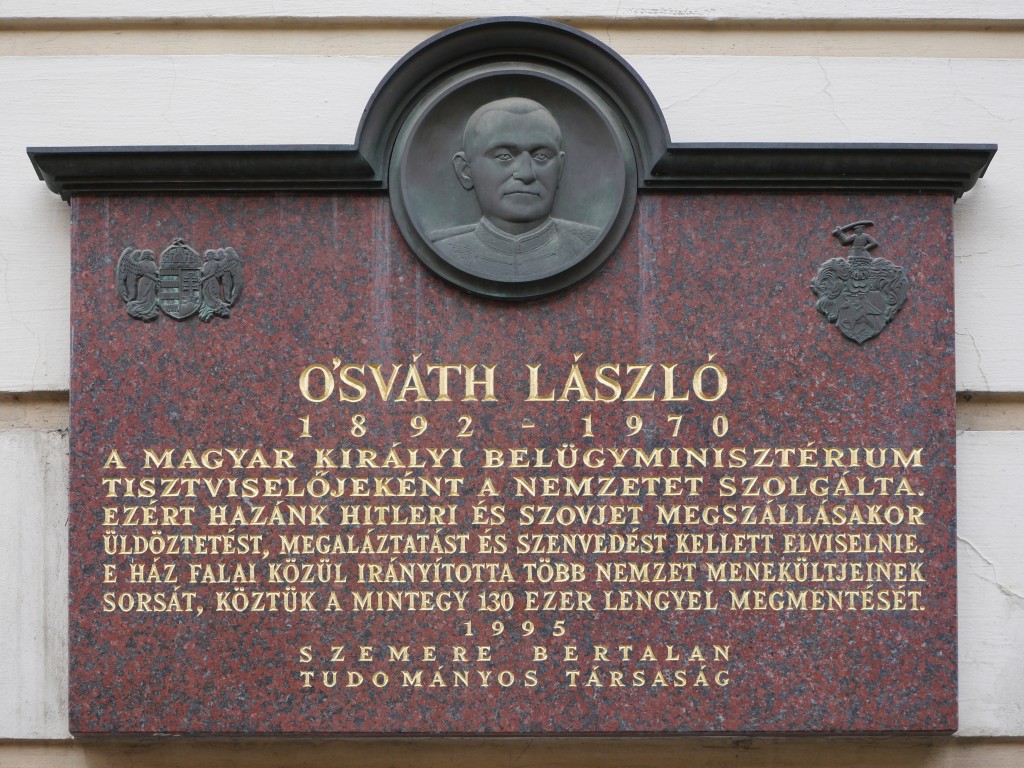 O'SVÁTH LÁSZLÓ
1892 - 1970
A MAGYAR KIRÁLYI BELÜGYMINISZTÉRIUM
TISZTVISELŐJEKÉNT A NEMZETET SZOLGÁLTA.
EZÉRT HAZÁNK HITLERI ÉS SZOVJET MEGSZÁLLÁSAKOR
ÜLDÖZTETÉST, MEGALÁZTATÁST ÉS SZENVEDÉST KELLETT ELVISELNIE.
E HÁZ FALAI KÖZÜL IRÁNYÍTOTTA TÖBB NEMZET MENEKÜLTJEINEK
SORSÁT, KÖZTÜK A MINTEGY 130 EZER LENGYEL MEGMENTÉSÉT.
1995
SZEMERE BERTALAN
TUDOMÁNYOS TÁRSASÁG